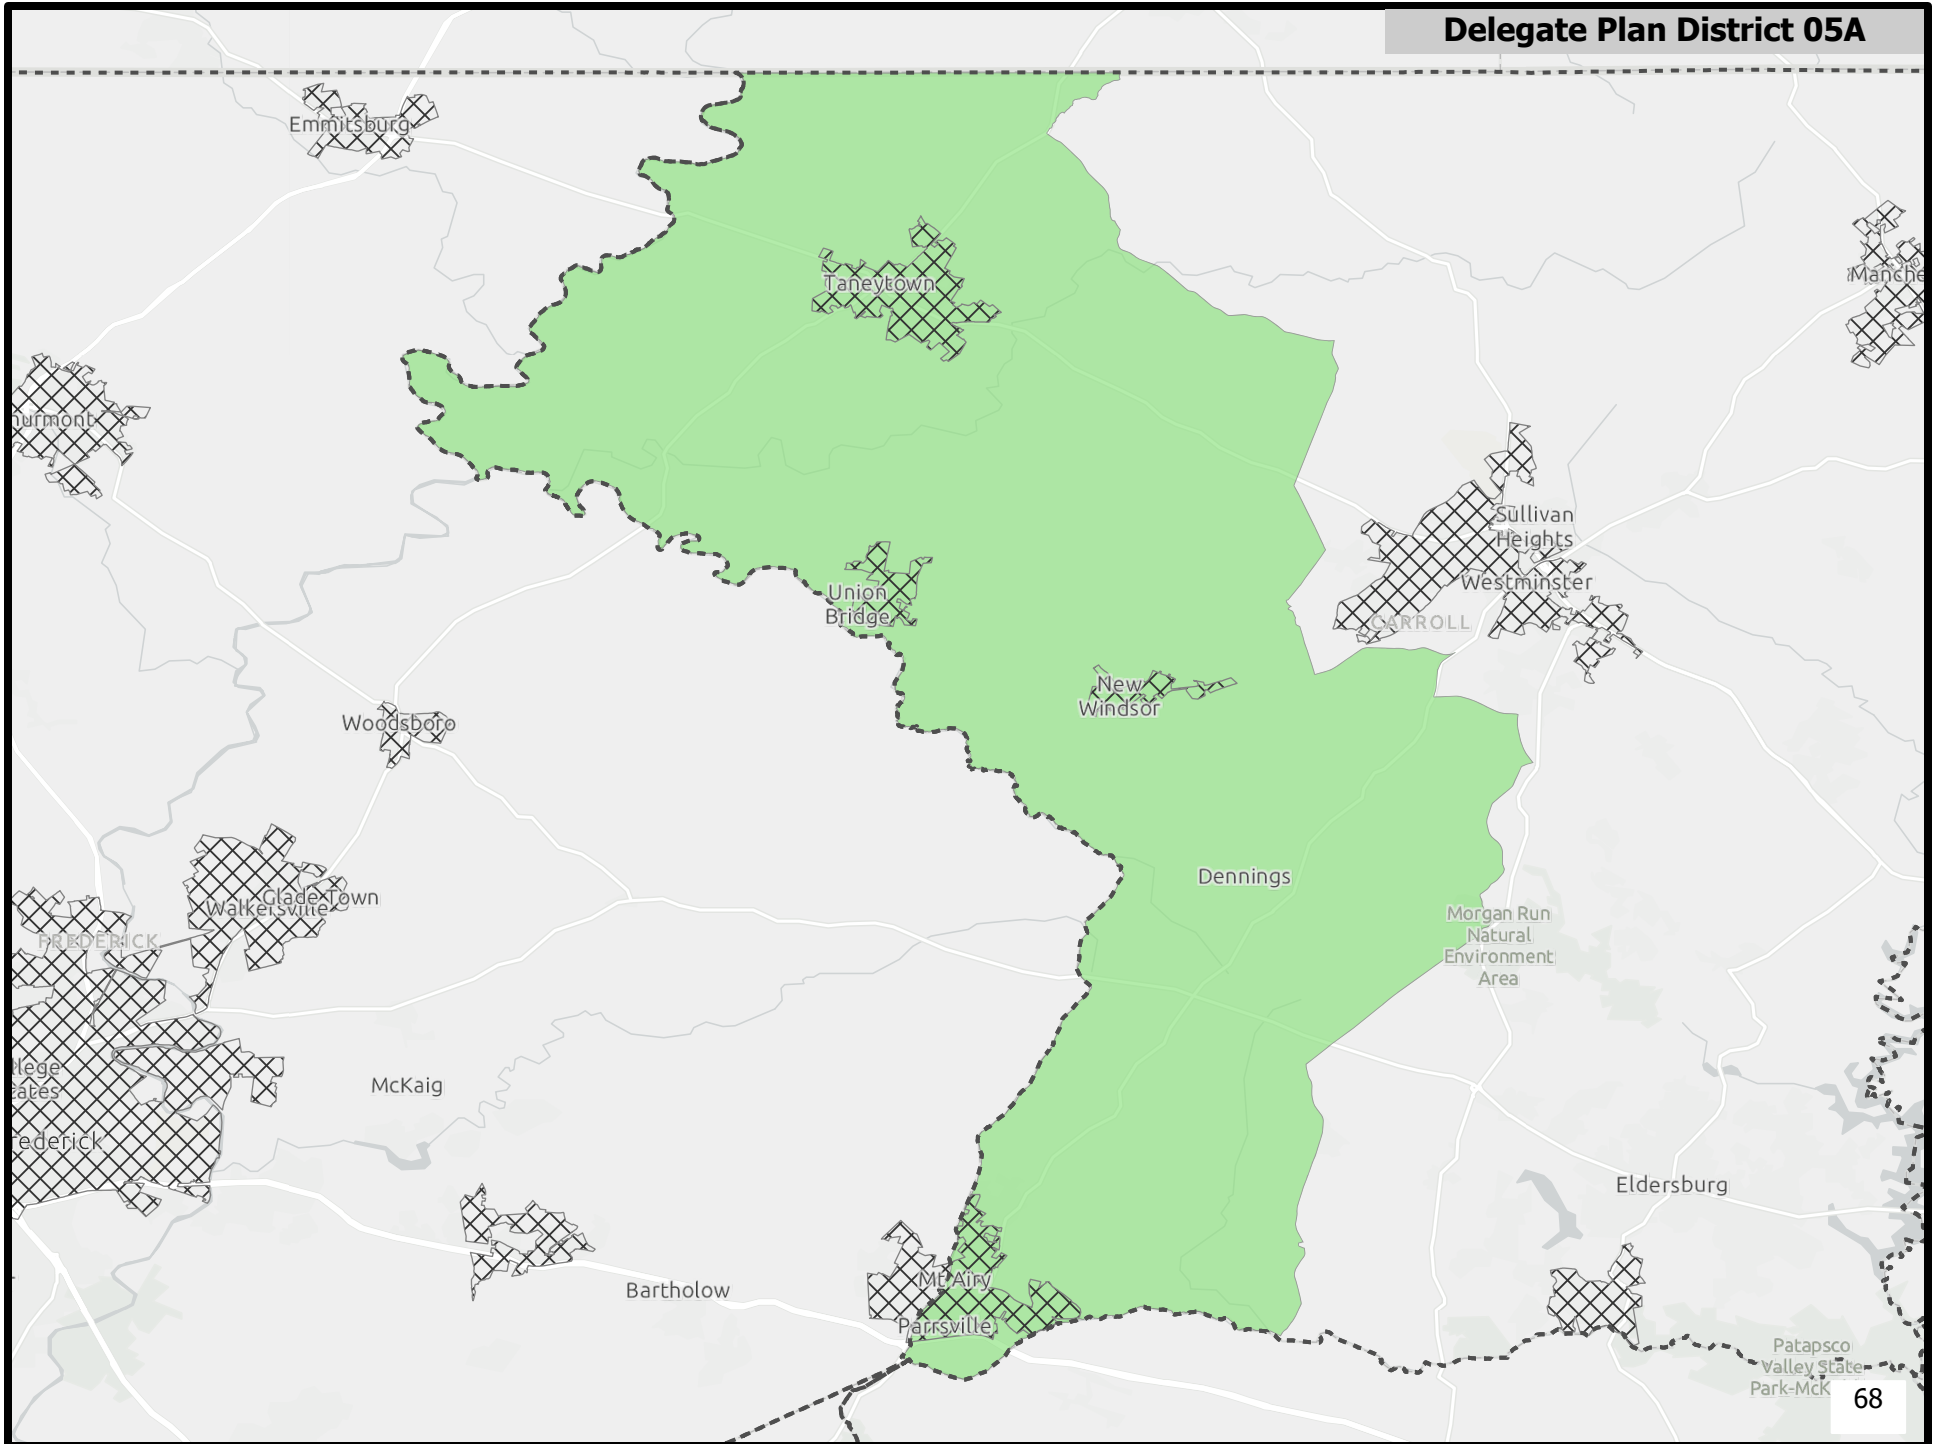 Delegate Plan District 05A
Emmitsburg
Taneytown
Manche
hurmont
Sullivan
Heights
Westminster
CARROLL
Union
Bridge
New
Windsor
Woodsboro
Dennings
Glade Town
Walkersville
FREDERICK
Morgan Run
Natural
Environment
Area
llege
tates
McKaig
rederick
Eldersburg
Mt Airy
Bartholow
Parrsville
Patapsco
Valley State
Park-McK
68